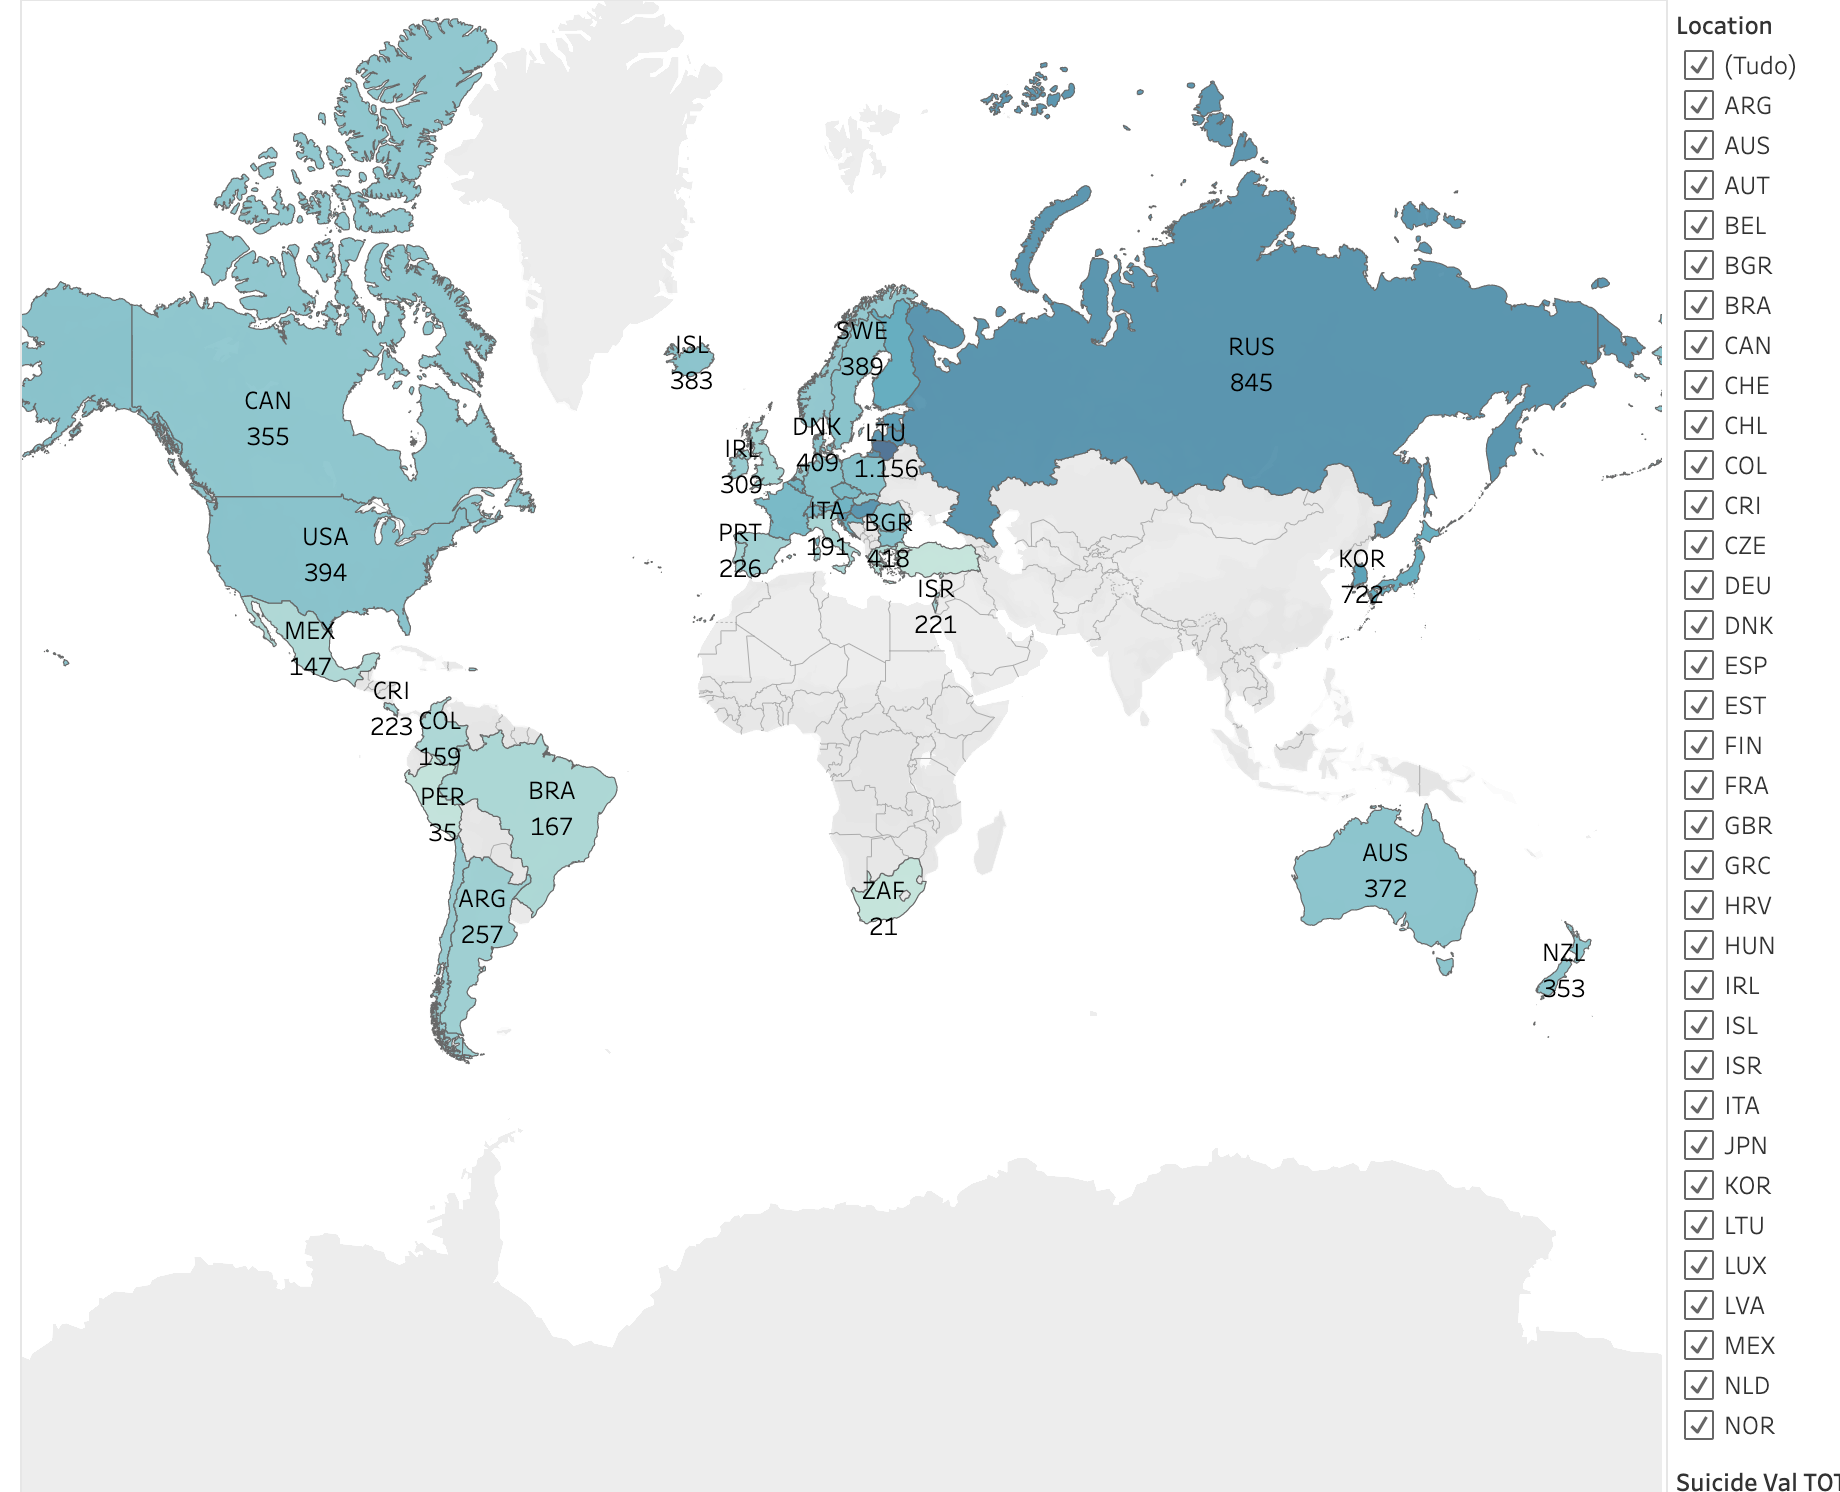 CAN
355
USA
394
MEX
147
CRI
223
COL
159
PER
35
BRA
167
ARG
257
ISL
383
SWE
389
DNK
409
LTU
1.156
IRL
309
ITA
191
BGR
418
PRT
226
ISR
221
ZAF
21
RUS
845
KOR
722
AUS
372
NZL
353
Location
(Tudo)
ARG
AUS
AUT
BEL
BGR
BRA
CAN
CHE
CHL
COL
CRI
CZE
DEU
DNK
ESP
EST
FIN
FRA
GBR
GRC
HRV
HUN
IRL
ISL
ISR
ITA
JPN
KOR
LTU
LUX
LVA
MEX
NLD
NOR
Suicide Val TOT